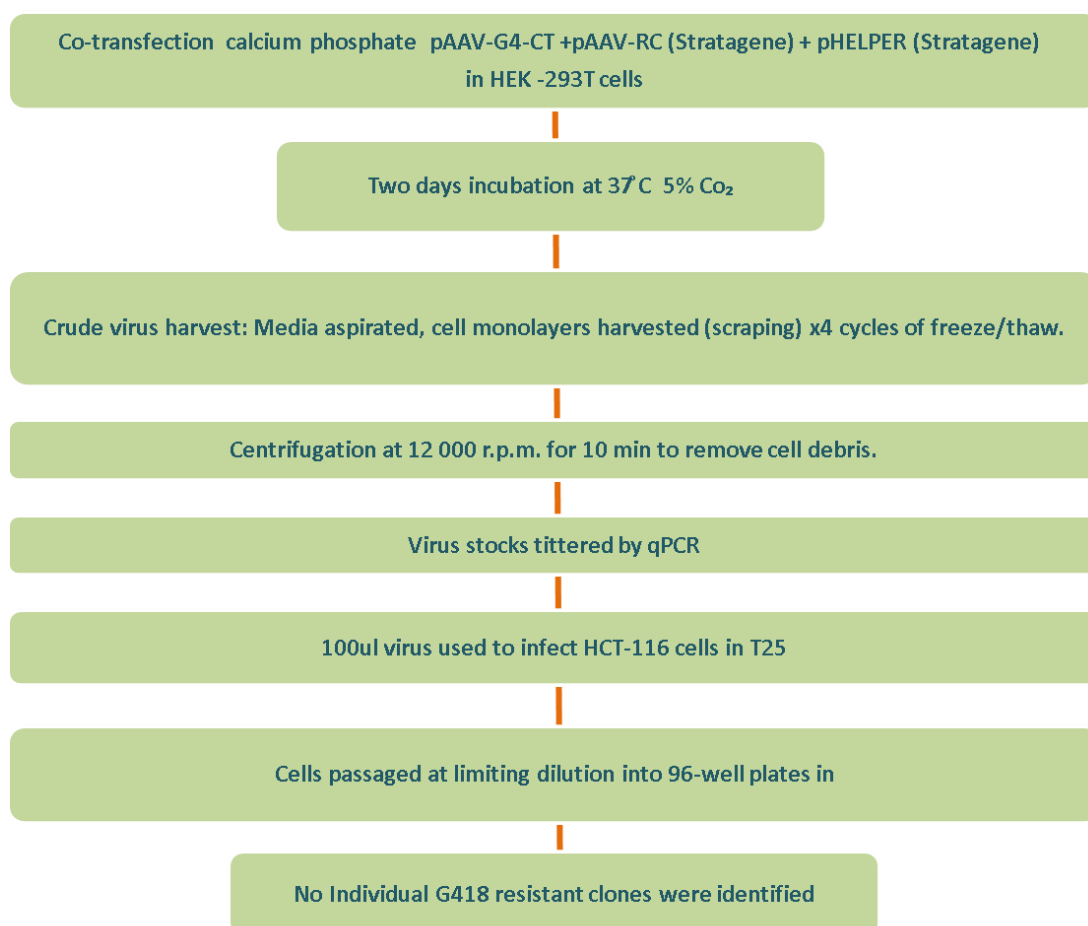 Co-transfection calcium phosphate pAAV-G4-CT +pAAV-RC (Stratagene) + pHELPER (Stratagene)
in HEK -293T cells
Two days incubation at 37°C 5% Co₂
Crude virus harvest: Media aspirated, cell monolayers harvested (scraping) x4 cycles of freeze/thaw.
Centrifugation at 12 000 r.p.m. for 10 min to remove cell debris.
Virus stocks tittered by qPCR
100ul virus used to infect HCT-116 cells in T25
Cells passaged at limiting dilution into 96-well plates in
No Individual G418 resistant clones were identified